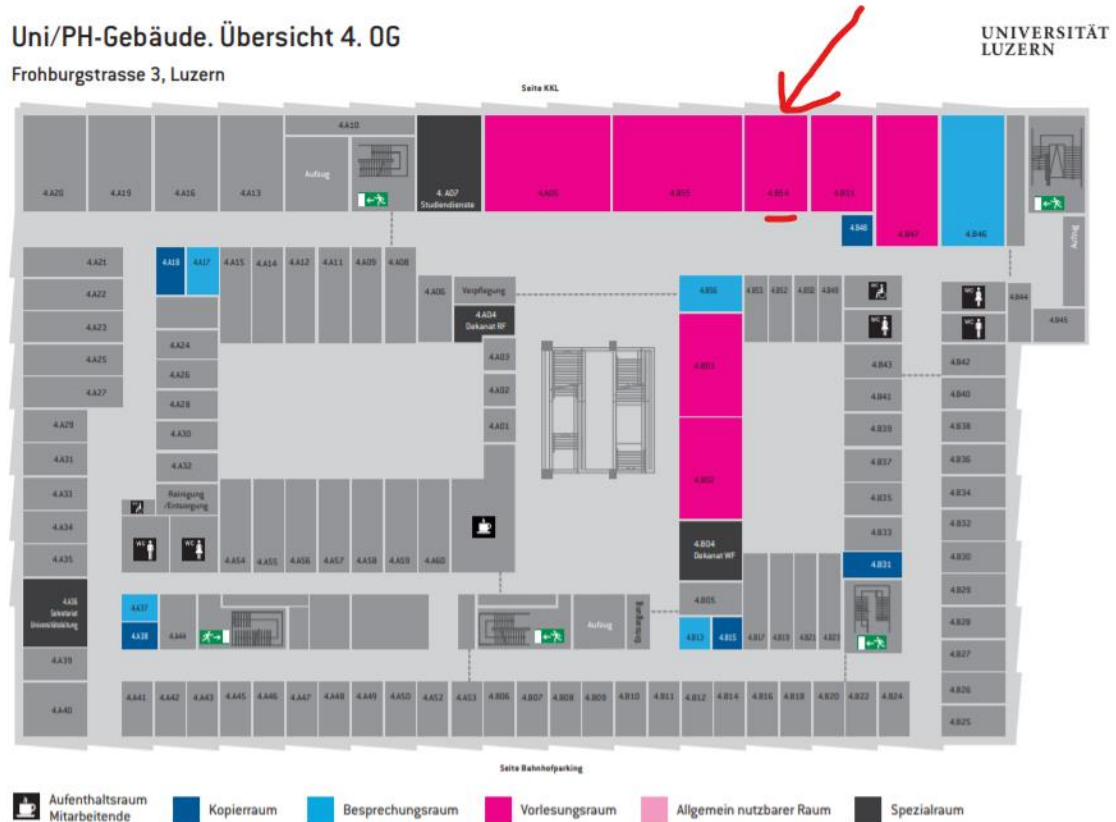 Uni/PH-Gebäude. Übersicht 4. OG
UNIVERSITÄT
LUZERN
Frohburgstrasse 3, Luzern
Seite KKL
4.A10
Aufzug
4.A20
4.A19
4.A16
4.A13
4. A07
Studiendienste
4.A05
4.B55
4.B54
4.B51
4.B48
4.B47
4.B46
Aufzug
4.A21
4.A18
4.A17
4.A15
4.A14
4.A12
4.A11
4.A09
4.A08
4.A22
4.A06
Verpflegung
4.B56
4.B53
4.B52
4.B50
4.B49
WC
WC
4.B44
4.A23
4.A04
Dekanat RF
WC
WC
4.B45
4.A24
4.A25
4.A03
4.B43
4.B42
4.A26
4.A27
4.A02
4.B01
4.B41
4.B40
4.A28
4.A29
4.A01
4.B39
4.B38
4.A30
4.A31
4.A32
4.B37
4.B36
4.A33
Reinigung
/Entsorgung
4.B02
4.B35
4.B34
4.A34
WC
WC
WC
4.B33
4.B32
4.A35
4.A54
4.A55
4.A56
4.A57
4.A58
4.A59
4.A60
4.B04
Dekanat WF
4.B31
4.B30
4.A36
Sekretariat
Universitätsleitung
4.A37
4.B05
4.B29
4.A38
4.A44
Aufzug
Entsorgung
4.B13
4.B15
4.B17
4.B19
4.B21
4.B23
4.B28
4.A39
4.B27
4.A40
4.A41
4.A42
4.A43
4.A45
4.A46
4.A47
4.A48
4.A49
4.A50
4.A52
4.A53
4.B06
4.B07
4.B08
4.B09
4.B10
4.B11
4.B12
4.B14
4.B16
4.B18
4.B20
4.B22
4.B24
4.B26
4.B25
Seite Bahnhofparking
Aufenthaltsraum
Mitarbeitende
Kopierraum
Besprechungsraum
Vorlesungsraum
Allgemein nutzbarer Raum
Spezialraum